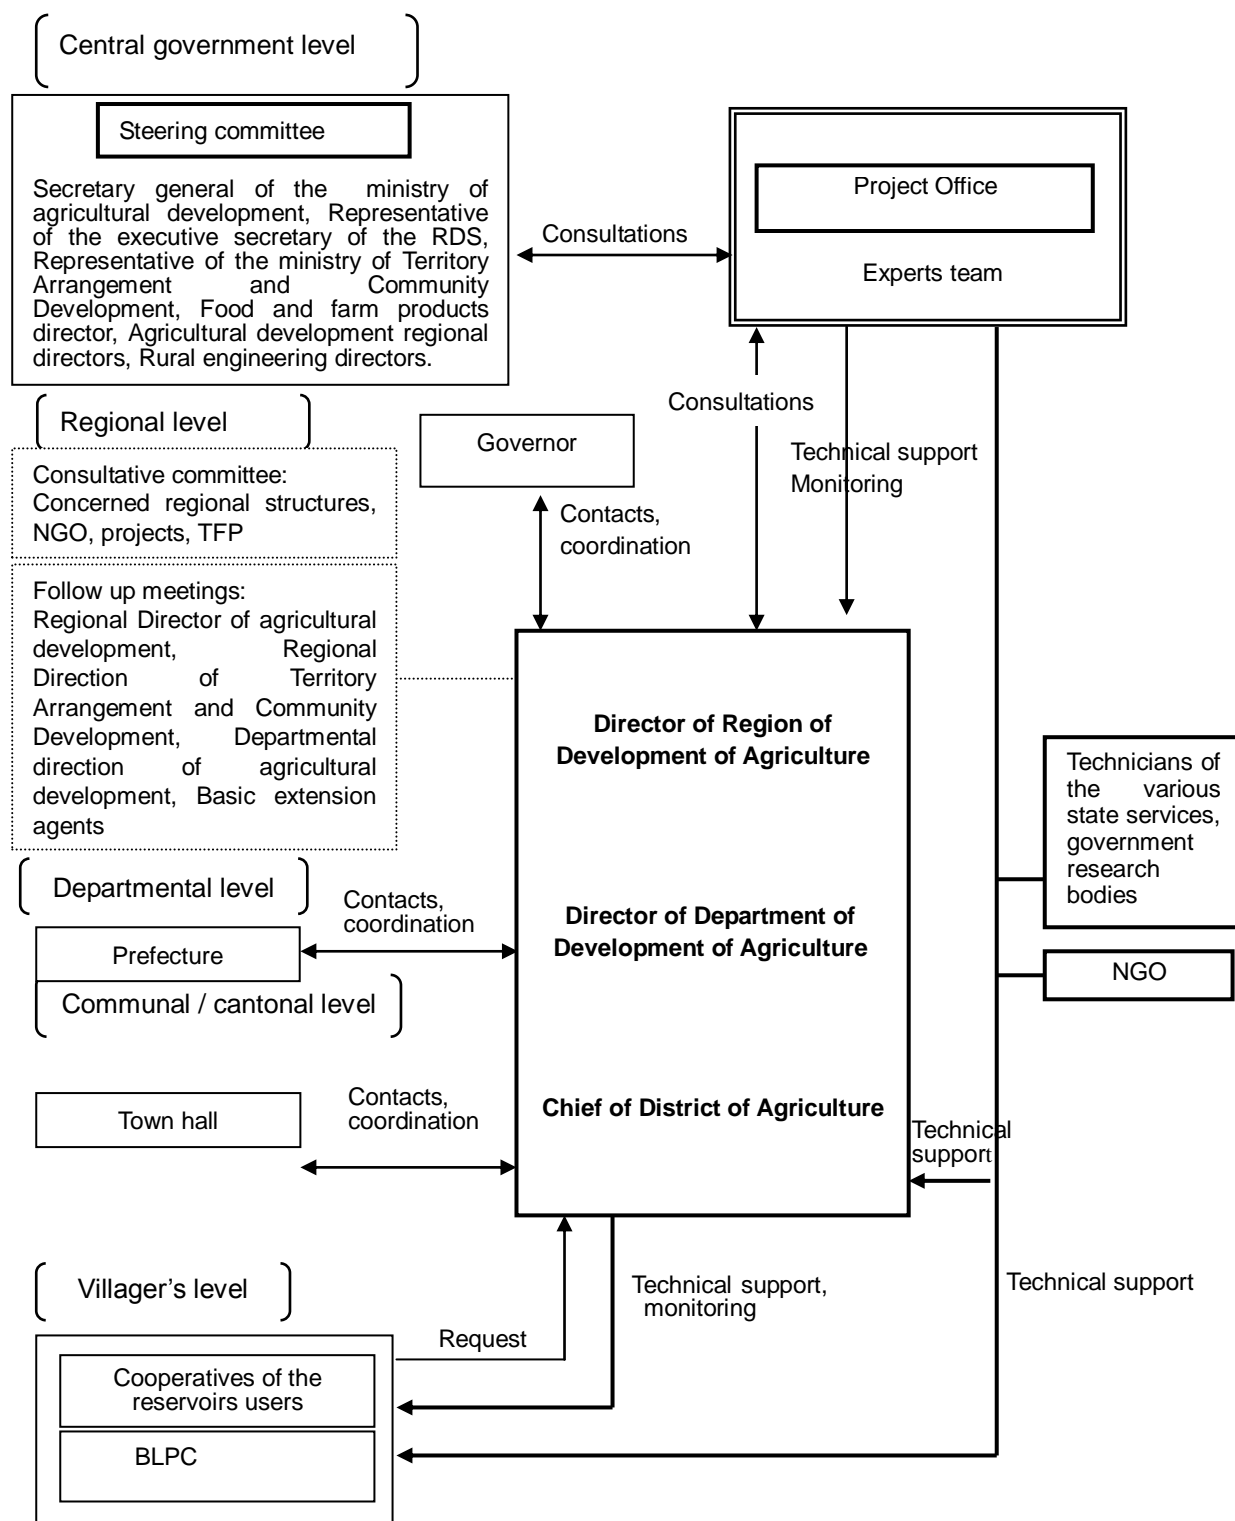 Central government level
Steering committee
Secretary general of the ministry of
agricultural development, Representative
of the executive secretary of the RDS,
Representative of the ministry of Territory
Arrangement and Community
Development, Food and farm products
director, Agricultural development regional
directors, Rural engineering directors.
Consultations
Project Office
Experts team
Regional level
Consultative committee:
Concerned regional structures,
NGO, projects, TFP
Governor
Contacts,
coordination
Consultations
Technical support
Monitoring
Follow up meetings:
Regional Director of agricultural
development, Regional
Direction of Territory
Arrangement and Community
Development, Departmental
direction of agricultural
development, Basic extension
agents
Director of Region of
Development of Agriculture
Technicians of
the various
state services,
government
research
bodies
Departmental level
Contacts,
coordination
Prefecture
Director of Department of
Development of Agriculture
NGO
Communal / cantonal level
Town hall
Contacts,
coordination
Chief of District of Agriculture
Technical
support
Villager's level
Technical support,
monitoring
Technical support
Request
Cooperatives of the
reservoirs users
BLPC